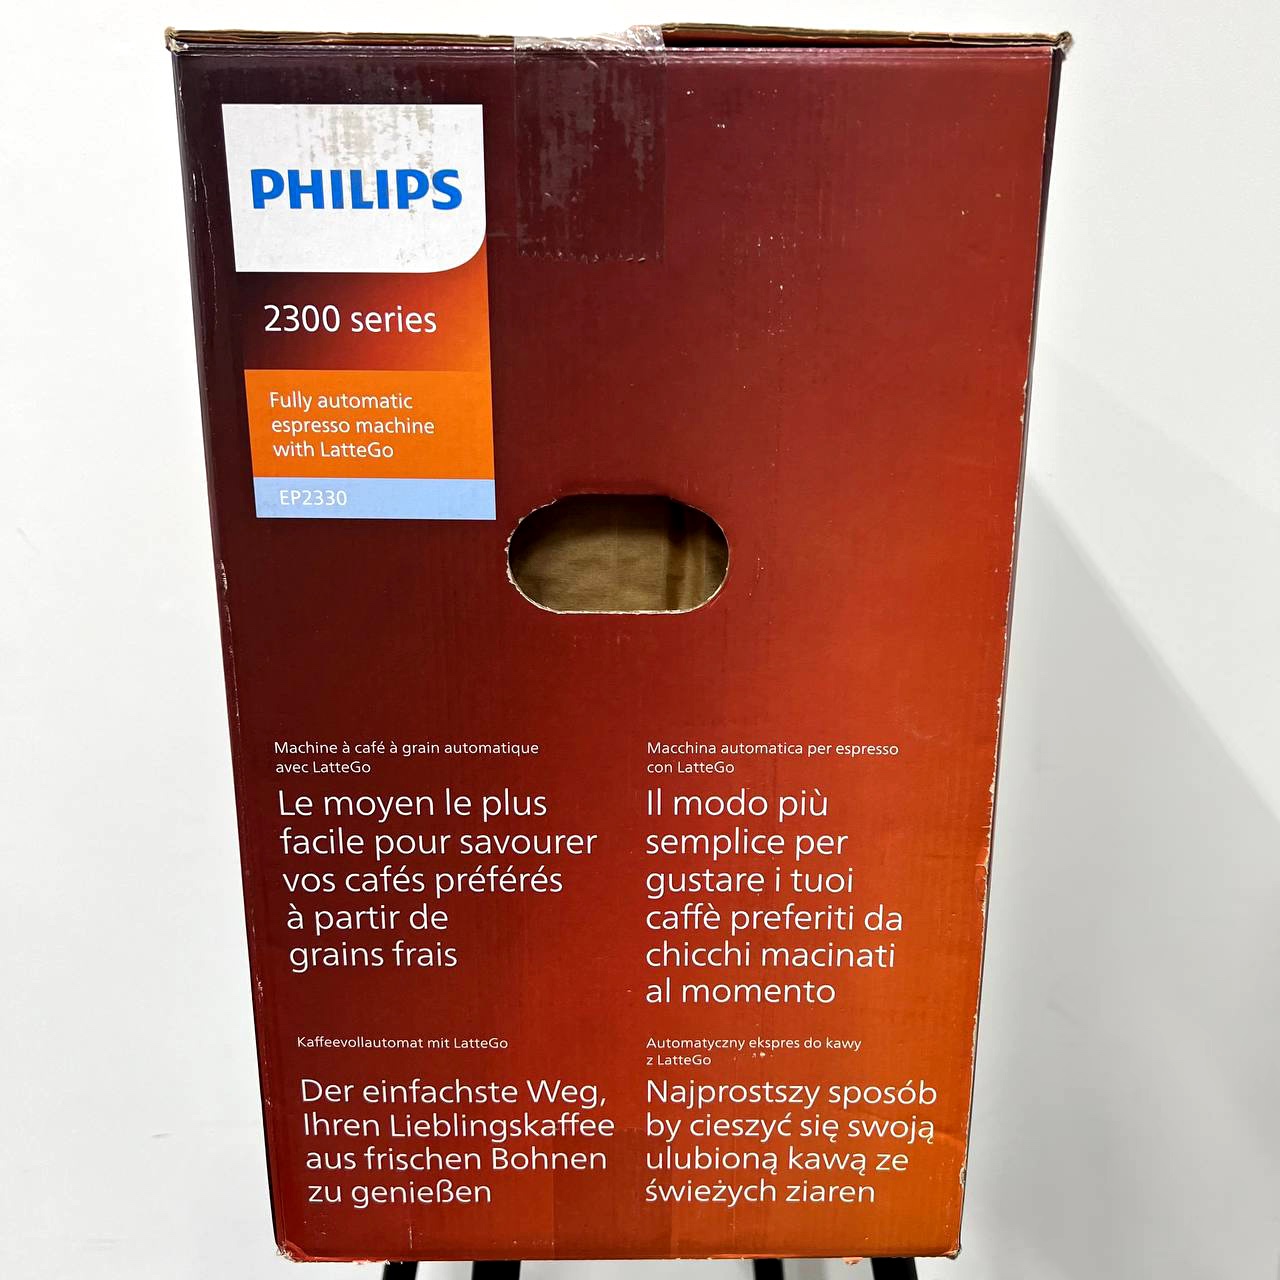 PHILIPS
2300 series
Fully automatic
espresso machine
with LatteGo
EP2330
Machine à café à grain automatique
avec LatteGo
Le moyen le plus
facile pour savourer
vos cafés préférés
à partir de
grains frais
Macchina automatica per espresso
con LatteGo
Il modo più
semplice per
gustare i tuoi
caffè preferiti da
chicchi macinati
al momento
Kaffeevollautomat mit LatteGo
Der einfachste Weg,
Ihren Lieblingskaffee
aus frischen Bohnen
zu genießen
Automatyczny ekspres do kawy
z LatteGo
Najprostszy sposób
by cieszyć się swoją
ulubioną kawą ze
świeżych ziaren